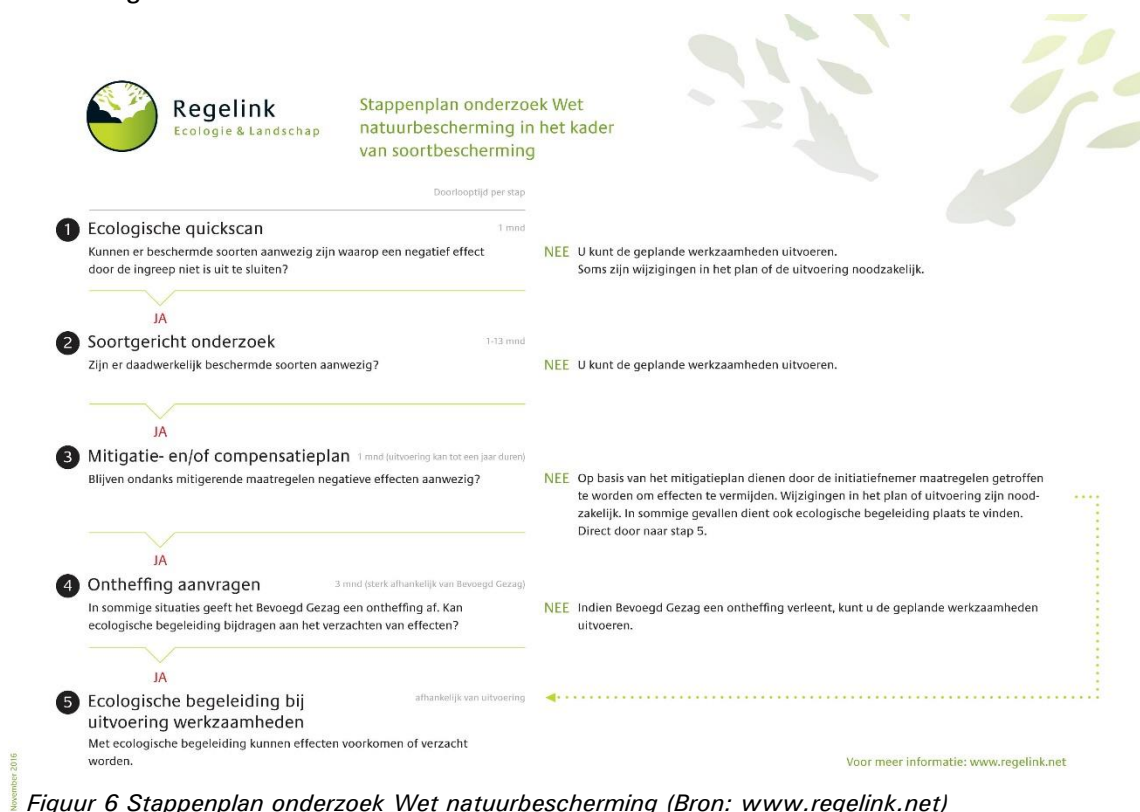 Regelink
Ecologie & Landschap
Stappenplan onderzoek Wet
natuurbescherming in het kader
van soortbescherming
Doorlooptijd per stap
1 Ecologische quickscan 1 mnd
Kunnen er beschermde soorten aanwezig zijn waarop een negatief effect
door de ingreep niet is uit te sluiten?
NEE U kunt de geplande werkzaamheden uitvoeren.
Soms zijn wijzigingen in het plan of de uitvoering noodzakelijk.
JA
2 Soortgericht onderzoek 1-13 mnd
Zijn er daadwerkelijk beschermde soorten aanwezig?
NEE U kunt de geplande werkzaamheden uitvoeren.
JA
3 Mitigatie- en/of compensatieplan 1 mnd (uitvoering kan tot een jaar duren)
Blijven ondanks mitigerende maatregelen negatieve effecten aanwezig?
NEE Op basis van het mitigatieplan dienen door de initiatiefnemer maatregelen getroffen
te worden om effecten te vermijden. Wijzigingen in het plan of uitvoering zijn nood-
zakelijk. In sommige gevallen dient ook ecologische begeleiding plaats te vinden.
Direct door naar stap 5.
JA
4 Ontheffing aanvragen 3 mnd (sterk afhankelijk van Bevoegd Gezag)
In sommige situaties geeft het Bevoegd Gezag een ontheffing af. Kan
ecologische begeleiding bijdragen aan het verzachten van effecten?
NEE Indien Bevoegd Gezag een ontheffing verleent, kunt u de geplande werkzaamheden
uitvoeren.
JA
5 Ecologische begeleiding bij afhankelijk van uitvoering
uitvoering werkzaamheden
Met ecologische begeleiding kunnen effecten voorkomen of verzacht
worden.
Voor meer informatie: www.regelink.net
November 2016
Figuur 6 Stappenplan onderzoek Wet natuurbescherming (Bron: www.regelink.net)